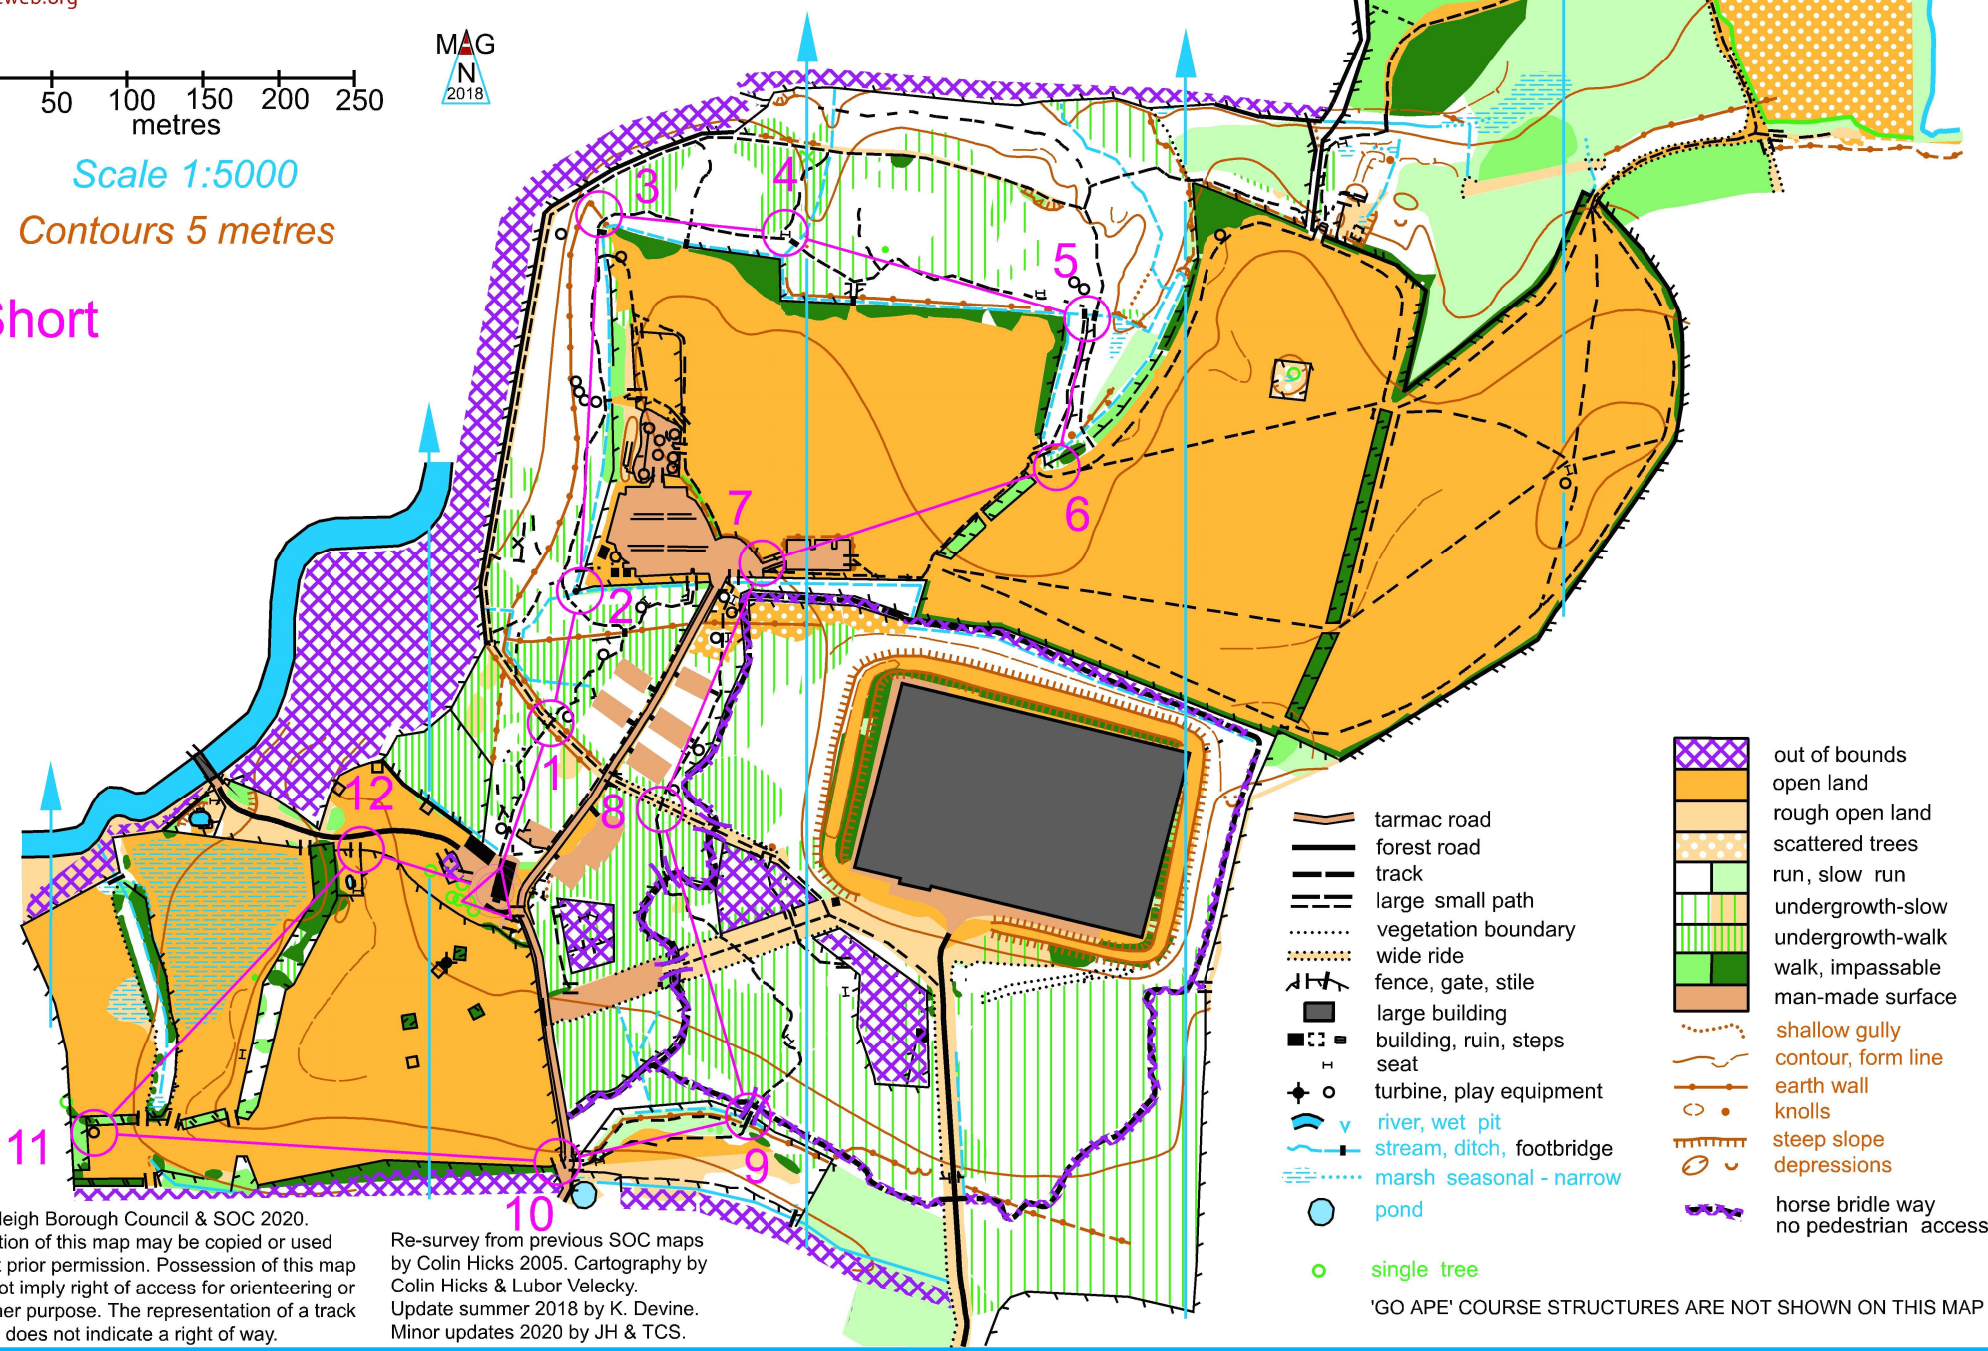 web.org
MAG
N
2018
50 100 150 200 250
metres
Scale 1:5000
Contours 5 metres
Short
3
4
5
7
6
2
1
8
12
11
9
10
out of bounds
open land
rough open land
scattered trees
run, slow run
undergrowth-slow
undergrowth-walk
walk, impassable
man-made surface
shallow gully
contour, form line
earth wall
knolls
steep slope
depressions
horse bridle way
no pedestrian access
tarmac road
forest road
track
large small path
vegetation boundary
wide ride
fence, gate, stile
large building
building, ruin, steps
seat
turbine, play equipment
river, wet pit
stream, ditch, footbridge
marsh seasonal - narrow
pond
single tree
'GO APE' COURSE STRUCTURES ARE NOT SHOWN ON THIS MAP
leigh Borough Council & SOC 2020.
tion of this map may be copied or used
t prior permission. Possession of this map
ot imply right of access for orienteering or
er purpose. The representation of a track
does not indicate a right of way.
Re-survey from previous SOC maps
by Colin Hicks 2005. Cartography by
Colin Hicks & Lubor Velecky.
Update summer 2018 by K. Devine.
Minor updates 2020 by JH & TCS.